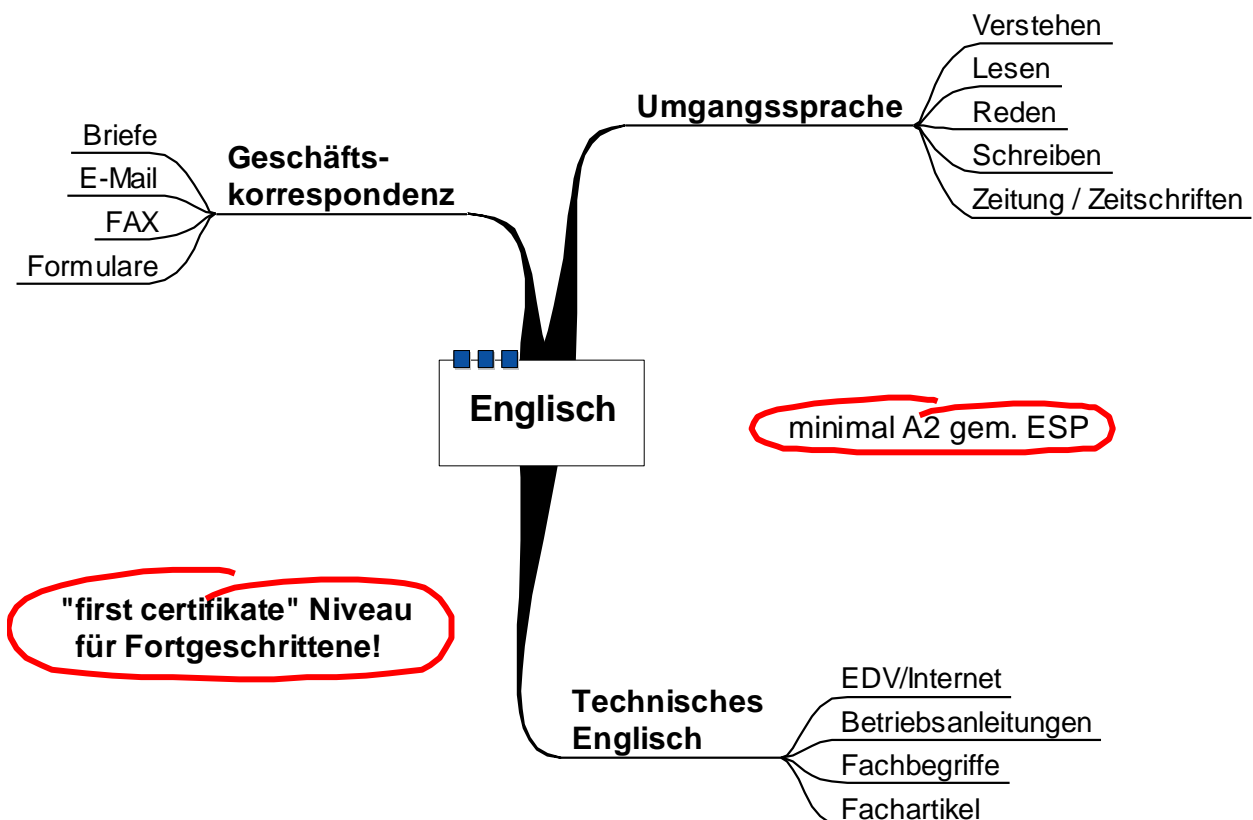 Verstehen
Lesen
Umgangssprache
Reden
Schreiben
Zeitung / Zeitschriften
Briefe
E-Mail
FAX
Formulare
Geschäfts-
korrespondenz
Englisch
minimal A2 gem. ESP
"first certifikate" Niveau
für Fortgeschrittene!
Technisches
Englisch
EDV/Internet
Betriebsanleitungen
Fachbegriffe
Fachartikel